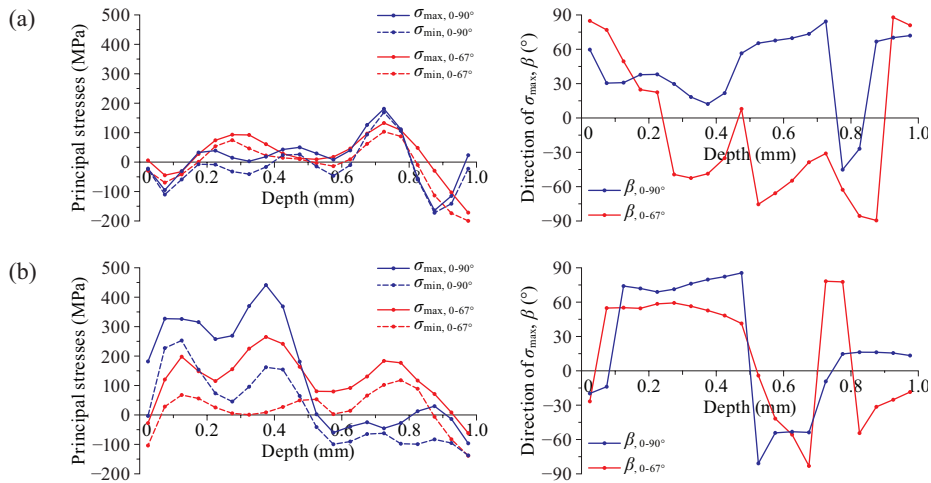 (a)
Principal stresses (MPa)
500
400
300
200
100
0
−100
−200
0
0.2
0.4
0.6
0.8
1.0
Depth (mm)
σmax, 0-90°
σmin, 0-90°
σmax, 0-67°
σmin, 0-67°
Direction of σmax, β (°)
90
60
30
0
−30
−60
−90
0
0.2
0.4
0.6
0.8
1.0
Depth (mm)
β, 0-90°
β, 0-67°
(b)
Principal stresses (MPa)
500
400
300
200
100
0
−100
−200
0
0.2
0.4
0.6
0.8
1.0
Depth (mm)
σmax, 0-90°
σmin, 0-90°
σmax, 0-67°
σmin, 0-67°
Direction of σmax, β (°)
90
60
30
0
−30
−60
−90
0
0.2
0.4
0.6
0.8
1.0
Depth (mm)
β, 0-90°
β, 0-67°